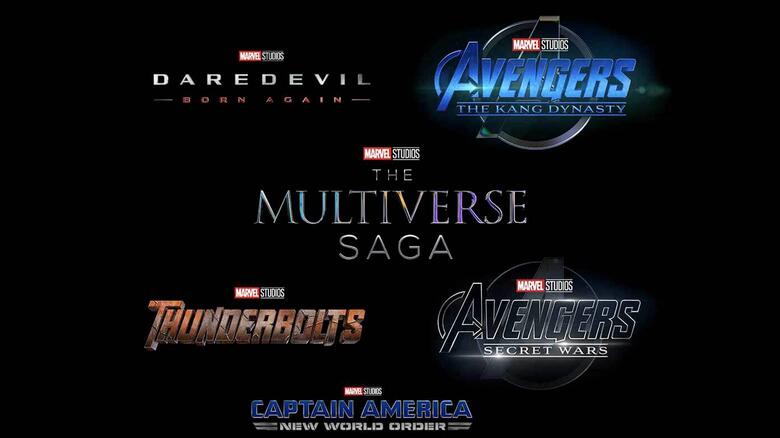 MARVEL STUDIOS
DAREDEVIL
BORN AGAIN
MARVEL STUDIOS
AVENGERS
THE KANG DYNASTY
MARVEL STUDIOS
THE
MULTIVERSE
SAGA
MARVEL STUDIOS
THUNDERBOLTS
MARVEL STUDIOS
AVENGERS
SECRET WARS
MARVEL STUDIOS
CAPTAIN AMERICA
NEW WORLD ORDER